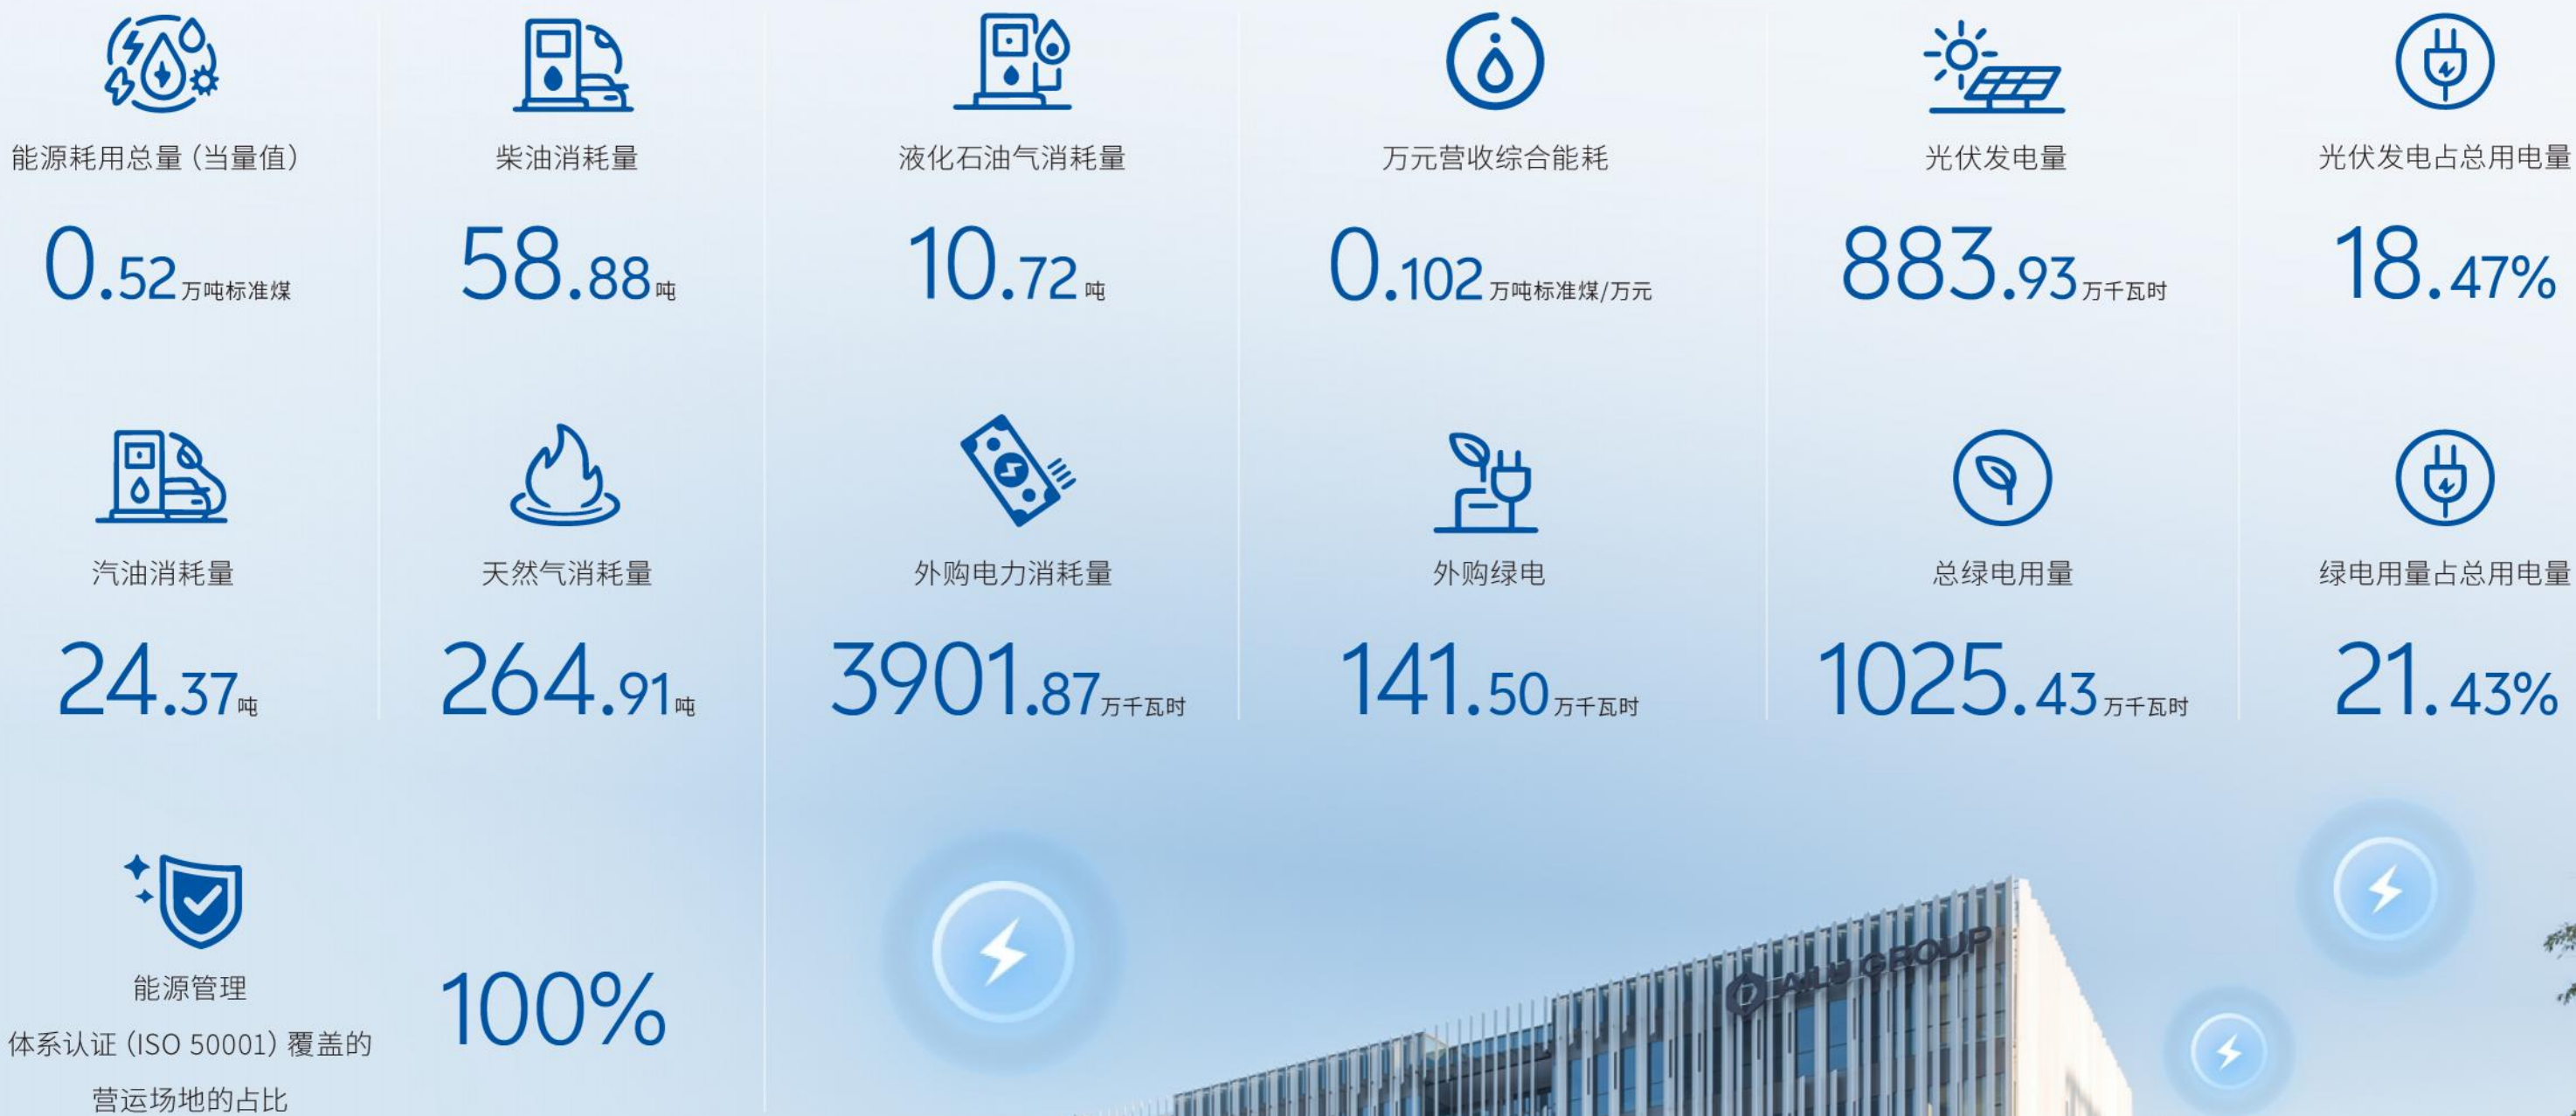 能源耗用总量（当量值）
0.52万吨标准煤
柴油消耗量
58.88吨
液化石油气消耗量
10.72吨
万元营收综合能耗
0.102万吨标准煤/万元
光伏发电量
883.93万千瓦时
光伏发电占总用电量
18.47%
汽油消耗量
24.37吨
天然气消耗量
264.91吨
外购电力消耗量
3901.87万千瓦时
外购绿电
141.50万千瓦时
总绿电用量
1025.43万千瓦时
绿电用量占总用电量
21.43%
能源管理
体系认证（ISO 50001）覆盖的
营运场地的占比
100%
AILU GROUP